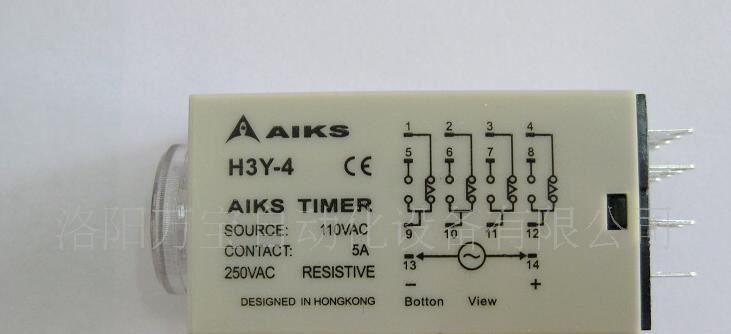 AIKS
H3Y-4 CE
AIKS TIMER
SOURCE: 110VAC
CONTACT: 5A
250VAC RESISTIVE
DESIGNED IN HONGKONG
1 2 3 4
5 6 7 8
9 10 11 12
13 14
− +
Botton View
洛阳万宝自动化设备有限公司